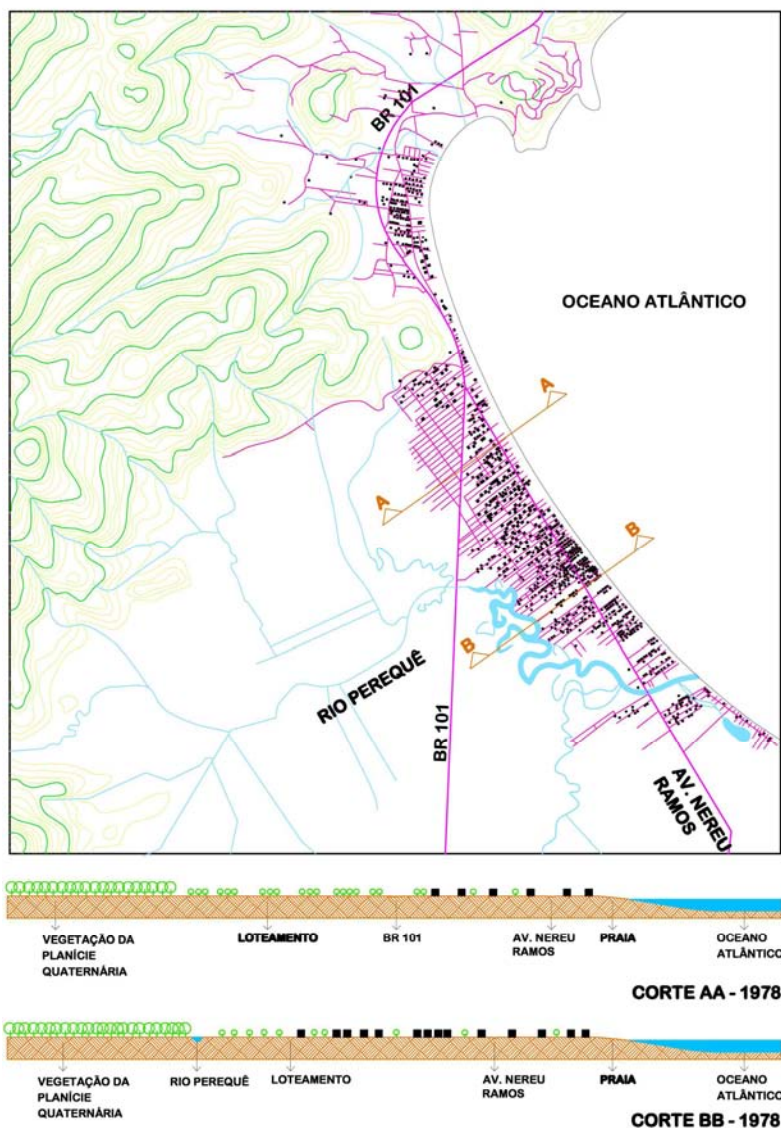 BR 101
OCEANO ATLÂNTICO
A
A
B
B
RIO PEREQUÊ
BR 101
AV. NEREU
RAMOS
VEGETAÇÃO DA
PLANÍCIE
QUATERNÁRIA
LOTEAMENTO
BR 101
AV. NEREU
RAMOS
PRAIA
OCEANO
ATLÂNTICO
CORTE AA - 1978
VEGETAÇÃO DA
PLANÍCIE
QUATERNÁRIA
RIO PEREQUÊ
LOTEAMENTO
AV. NEREU
RAMOS
PRAIA
OCEANO
ATLÂNTICO
CORTE BB - 1978